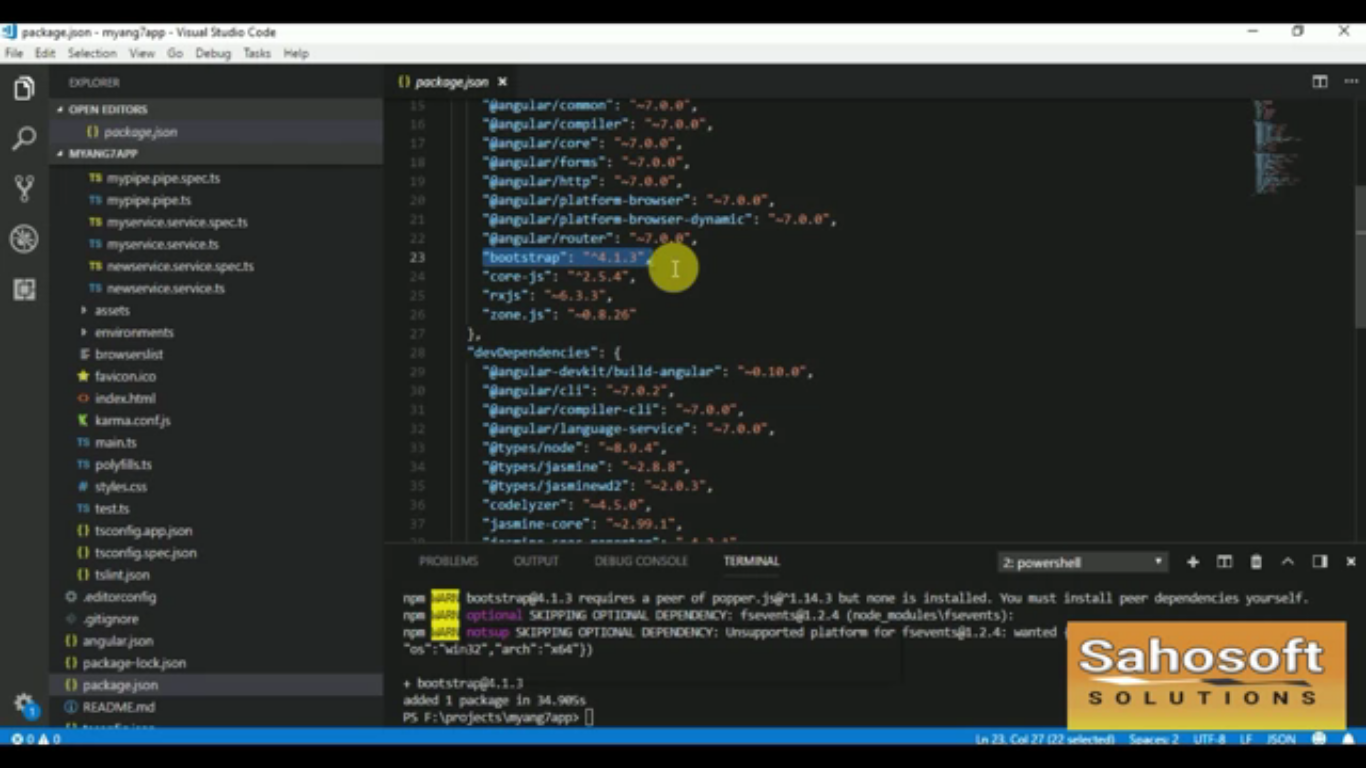 package.json - myang7app - Visual Studio Code
File Edit Selection View Go Debug Tasks Help
EXPLORER
OPEN EDITORS
{} package.json
MYANG7APP
TS mypipe.pipe.spec.ts
TS mypipe.pipe.ts
TS myservice.service.spec.ts
TS myservice.service.ts
TS newservice.service.spec.ts
TS newservice.service.ts
assets
environments
browserslist
favicon.ico
<> index.html
karma.conf.js
TS main.ts
TS polyfills.ts
# styles.css
TS test.ts
{} tsconfig.app.json
{} tsconfig.spec.json
{} tslint.json
.editorconfig
.gitignore
{} angular.json
{} package-lock.json
{} package.json
README.md
{} package.json
15 "@angular/common": "~7.0.0",
16 "@angular/compiler": "~7.0.0",
17 "@angular/core": "~7.0.0",
18 "@angular/forms": "~7.0.0",
19 "@angular/http": "~7.0.0",
20 "@angular/platform-browser": "~7.0.0",
21 "@angular/platform-browser-dynamic": "~7.0.0",
22 "@angular/router": "~7.0.0",
23 "bootstrap": "^4.1.3",
24 "core-js": "^2.5.4",
25 "rxjs": "~6.3.3",
26 "zone.js": "~0.8.26"
27 },
28 "devDependencies": {
29 "@angular-devkit/build-angular": "~0.10.0",
30 "@angular/cli": "~7.0.2",
31 "@angular/compiler-cli": "~7.0.0",
32 "@angular/language-service": "~7.0.0",
33 "@types/node": "~8.9.4",
34 "@types/jasmine": "~2.8.8",
35 "@types/jasminewd2": "~2.0.3",
36 "codelyzer": "~4.5.0",
37 "jasmine-core": "~2.99.1",
PROBLEMS OUTPUT DEBUG CONSOLE TERMINAL 2: powershell
npm WARN bootstrap@4.1.3 requires a peer of popper.js@^1.14.3 but none is installed. You must install peer dependencies yourself.
npm WARN optional SKIPPING OPTIONAL DEPENDENCY: fsevents@1.2.4 (node_modules\fsevents):
npm WARN notsup SKIPPING OPTIONAL DEPENDENCY: Unsupported platform for fsevents@1.2.4: wanted
"os":"win32","arch":"x64"})
+ bootstrap@4.1.3
added 1 package in 34.905s
PS F:\projects\myang7app>
Sahosoft
SOLUTIONS
1
0 0
Ln 23, Col 27 (22 selected) Spaces: 2 UTF-8 LF JSON